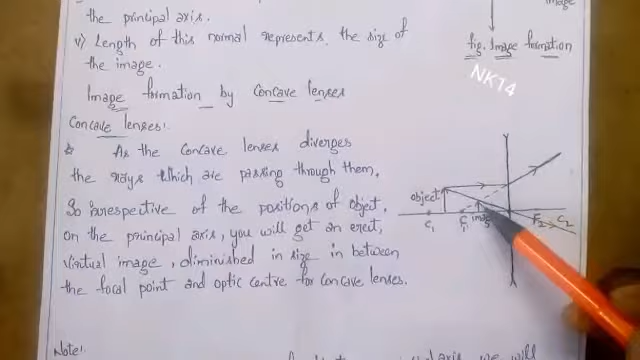 the principal axis.
v) Length of this normal represents the size of
the image.
image
fig. Image formation
NK14
Image formation by Concave lenses
Concave lenses:
As the Concave lenses diverges
the rays which are passing through them.
So irrespective of the positions of object,
on the principal axis, you will get an erect,
virtual image, diminished in size in between
the focal point and optic centre for Concave lenses.
object
C1 F1 image F2 C2
Note:
we will